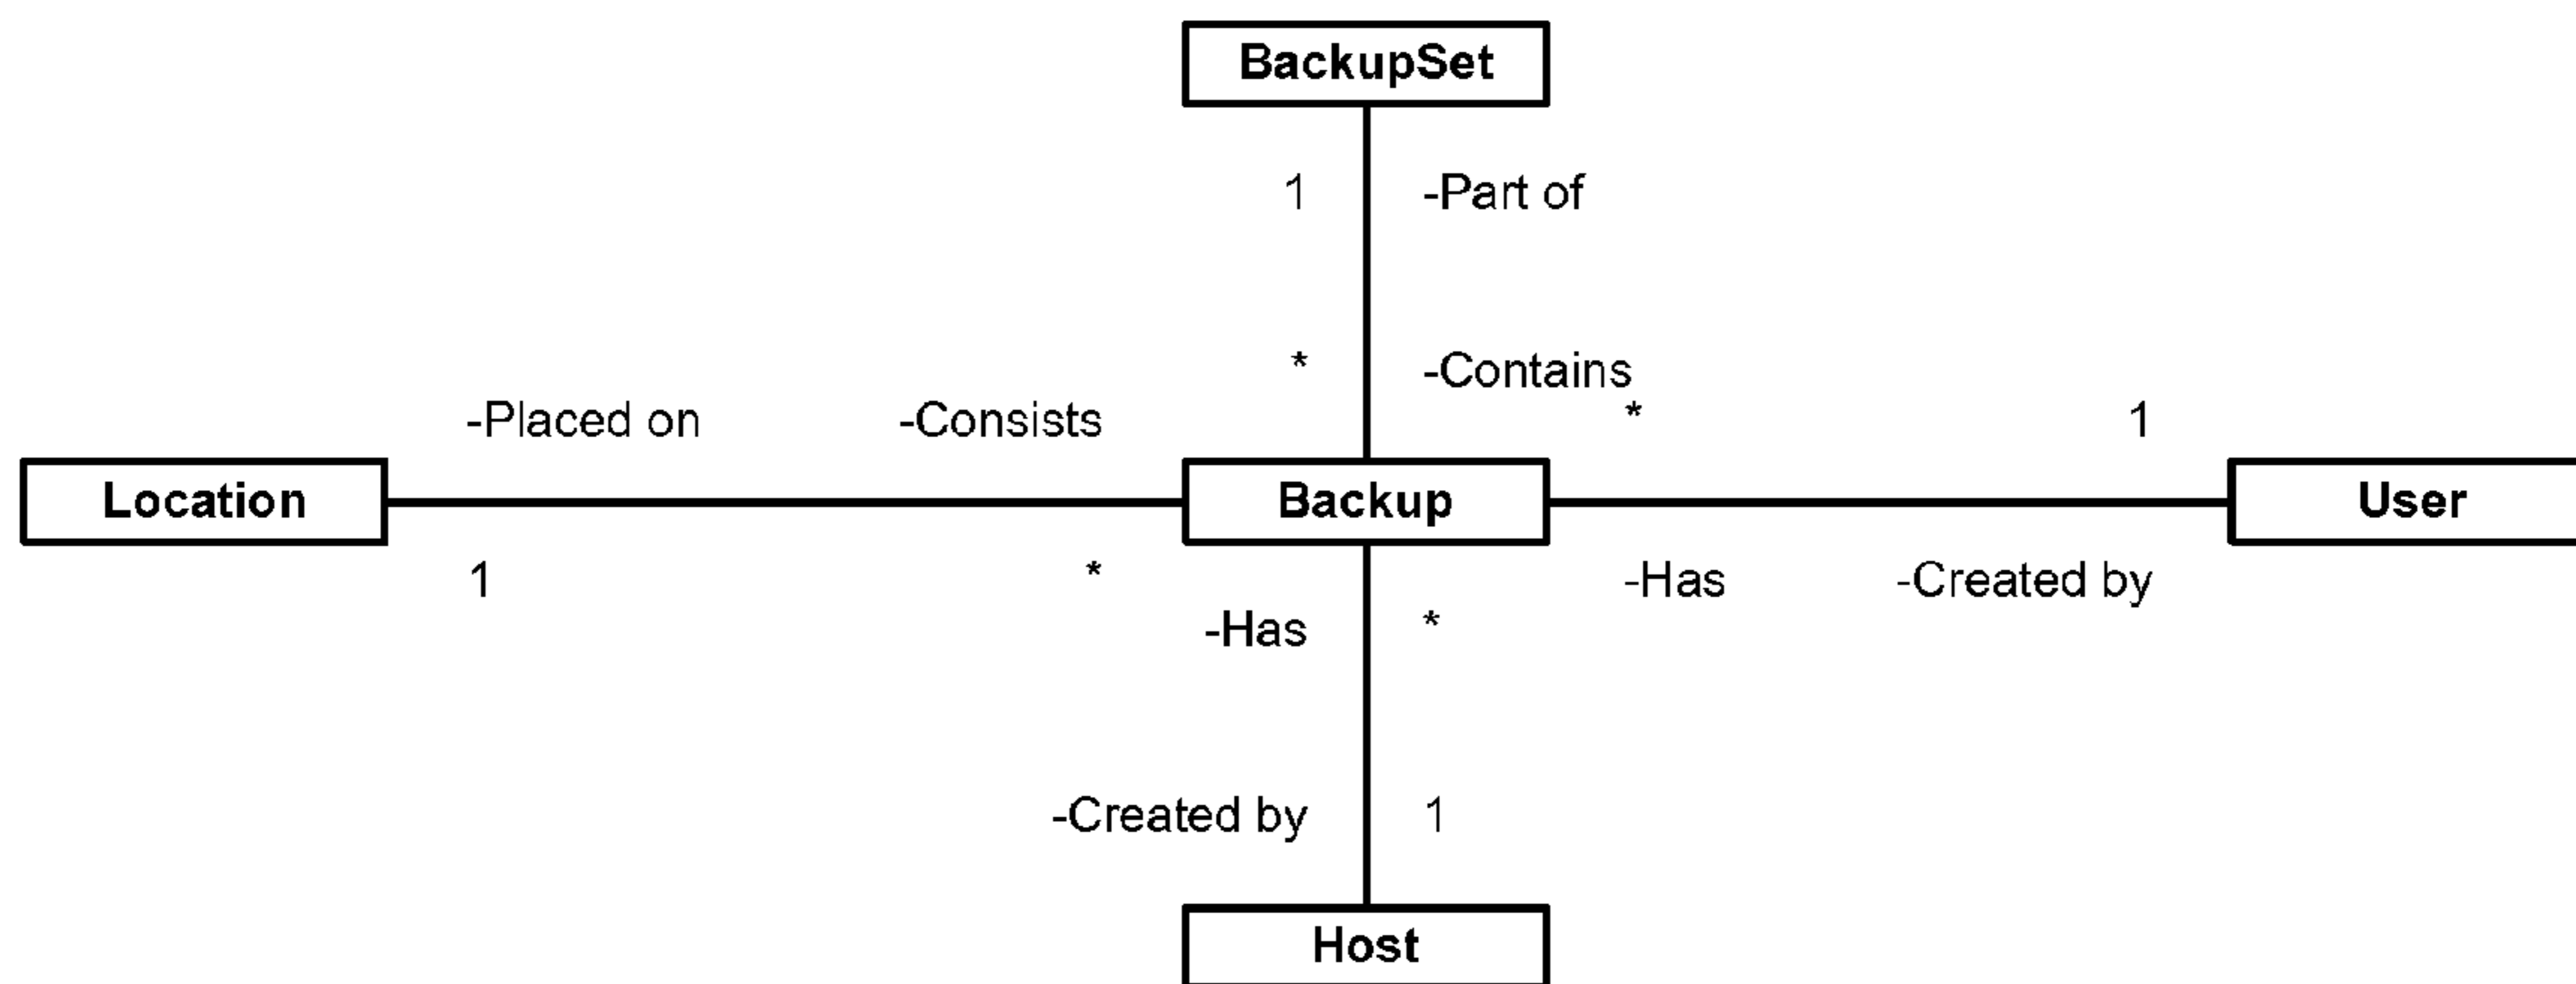 BackupSet
1 -Part of
* -Contains
-Placed on -Consists * 1
Location Backup User
1 * -Has -Created by
-Has *
-Created by 1
Host